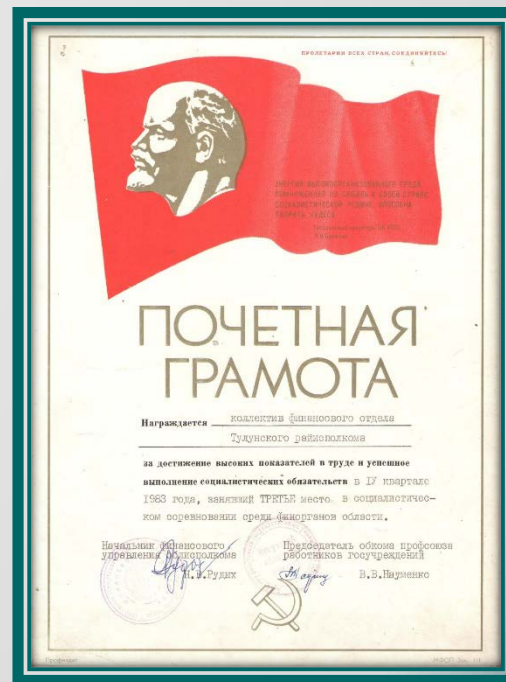 ПРОЛЕТАРИИ ВСЕХ СТРАН, СОЕДИНЯЙТЕСЬ!
ПОЧЕТНАЯ
ГРАМОТА
Награждается коллектив финансового отдела
Тулунского райисполкома
за достижение высоких показателей в труде и успешное
выполнение социалистических обязательств в IУ квартале
1983 года, занявший ТРЕТЬЕ место в социалистичес-
ком соревновании среди финорганов области.
Начальник финансового
управления облисполкома
Рудых
Председатель обкома профсоюза
работников госучреждений
В.В.Науменко